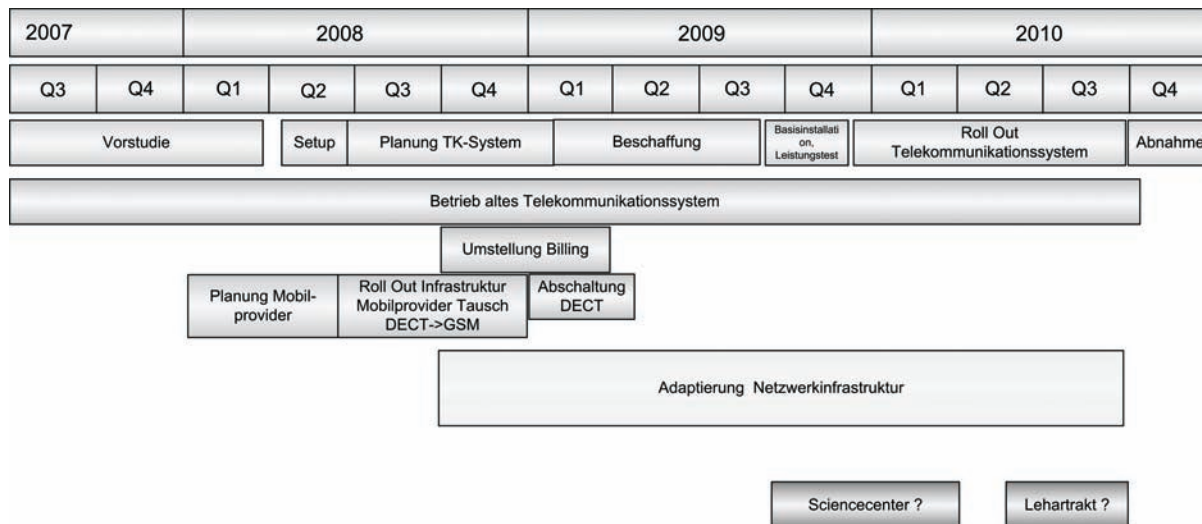 2007 2008 2009 2010
Q3 Q4 Q1 Q2 Q3 Q4 Q1 Q2 Q3 Q4 Q1 Q2 Q3 Q4
Vorstudie Setup Planung TK-System Beschaffung
Basisinstallati
on,
Leistungstest
Roll Out
Telekommunikationssystem
Abnahme
Betrieb altes Telekommunikationssystem
Umstellung Billing
Planung Mobil-
provider
Roll Out Infrastruktur
Mobilprovider Tausch
DECT->GSM
Abschaltung
DECT
Adaptierung Netzwerkinfrastruktur
Sciencecenter ? Lehartrakt ?